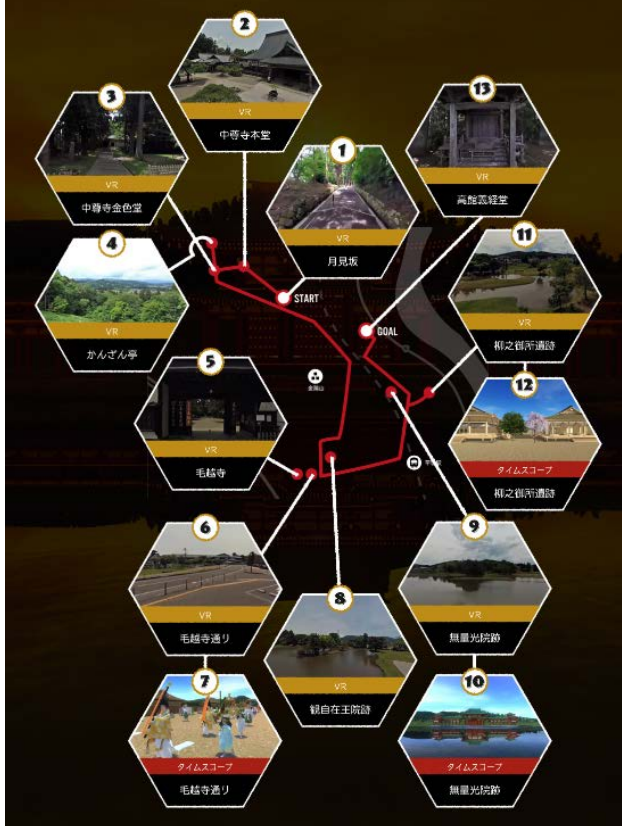 2
VR
中尊寺本堂
3
VR
中尊寺金色堂
13
VR
高館義経堂
1
VR
月見坂
START
4
VR
かんざん亭
11
VR
柳之御所遺跡
GOAL
5
VR
毛越寺
12
タイムスコープ
柳之御所遺跡
6
VR
毛越寺通り
8
VR
観自在王院跡
9
VR
無量光院跡
7
タイムスコープ
毛越寺通り
10
タイムスコープ
無量光院跡